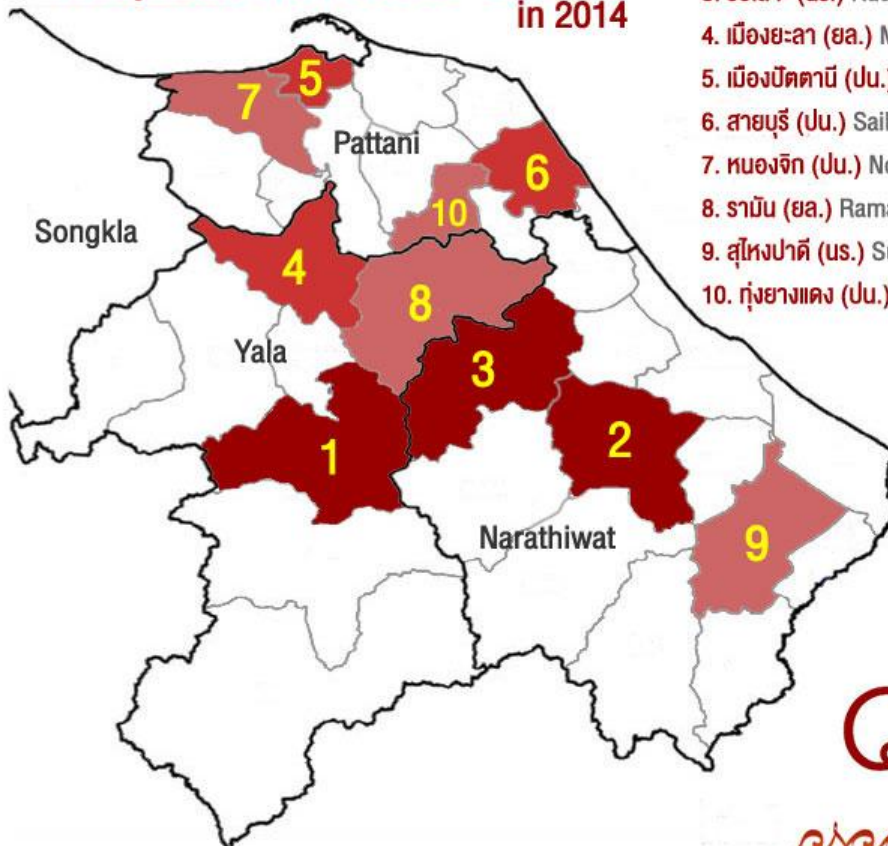 in 2014
4. เมืองยะลา (ยล.)
5. เมืองปัตตานี (ปน.)
6. สายบุรี (ปน.)
7. หนองจิก (ปน.)
8. รามัน (ยล.)
9. สุไหงปาดี (นร.)
10. ทุ่งยางแดง (ปน.)
5
7
Pattani
6
10
Songkla
4
8
Yala
3
2
1
Narathiwat
9